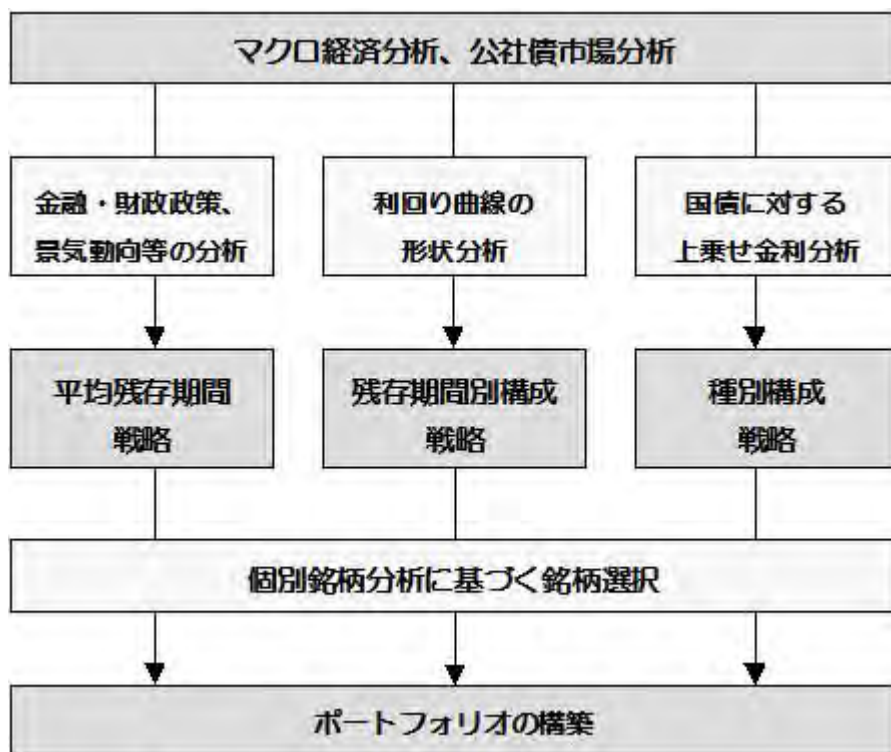 マクロ経済分析、公社債市場分析
金融・財政政策、
景気動向等の分析
利回り曲線の
形状分析
国債に対する
上乗せ金利分析
平均残存期間
戦略
残存期間別構成
戦略
種別構成
戦略
個別銘柄分析に基づく銘柄選択
ポートフォリオの構築